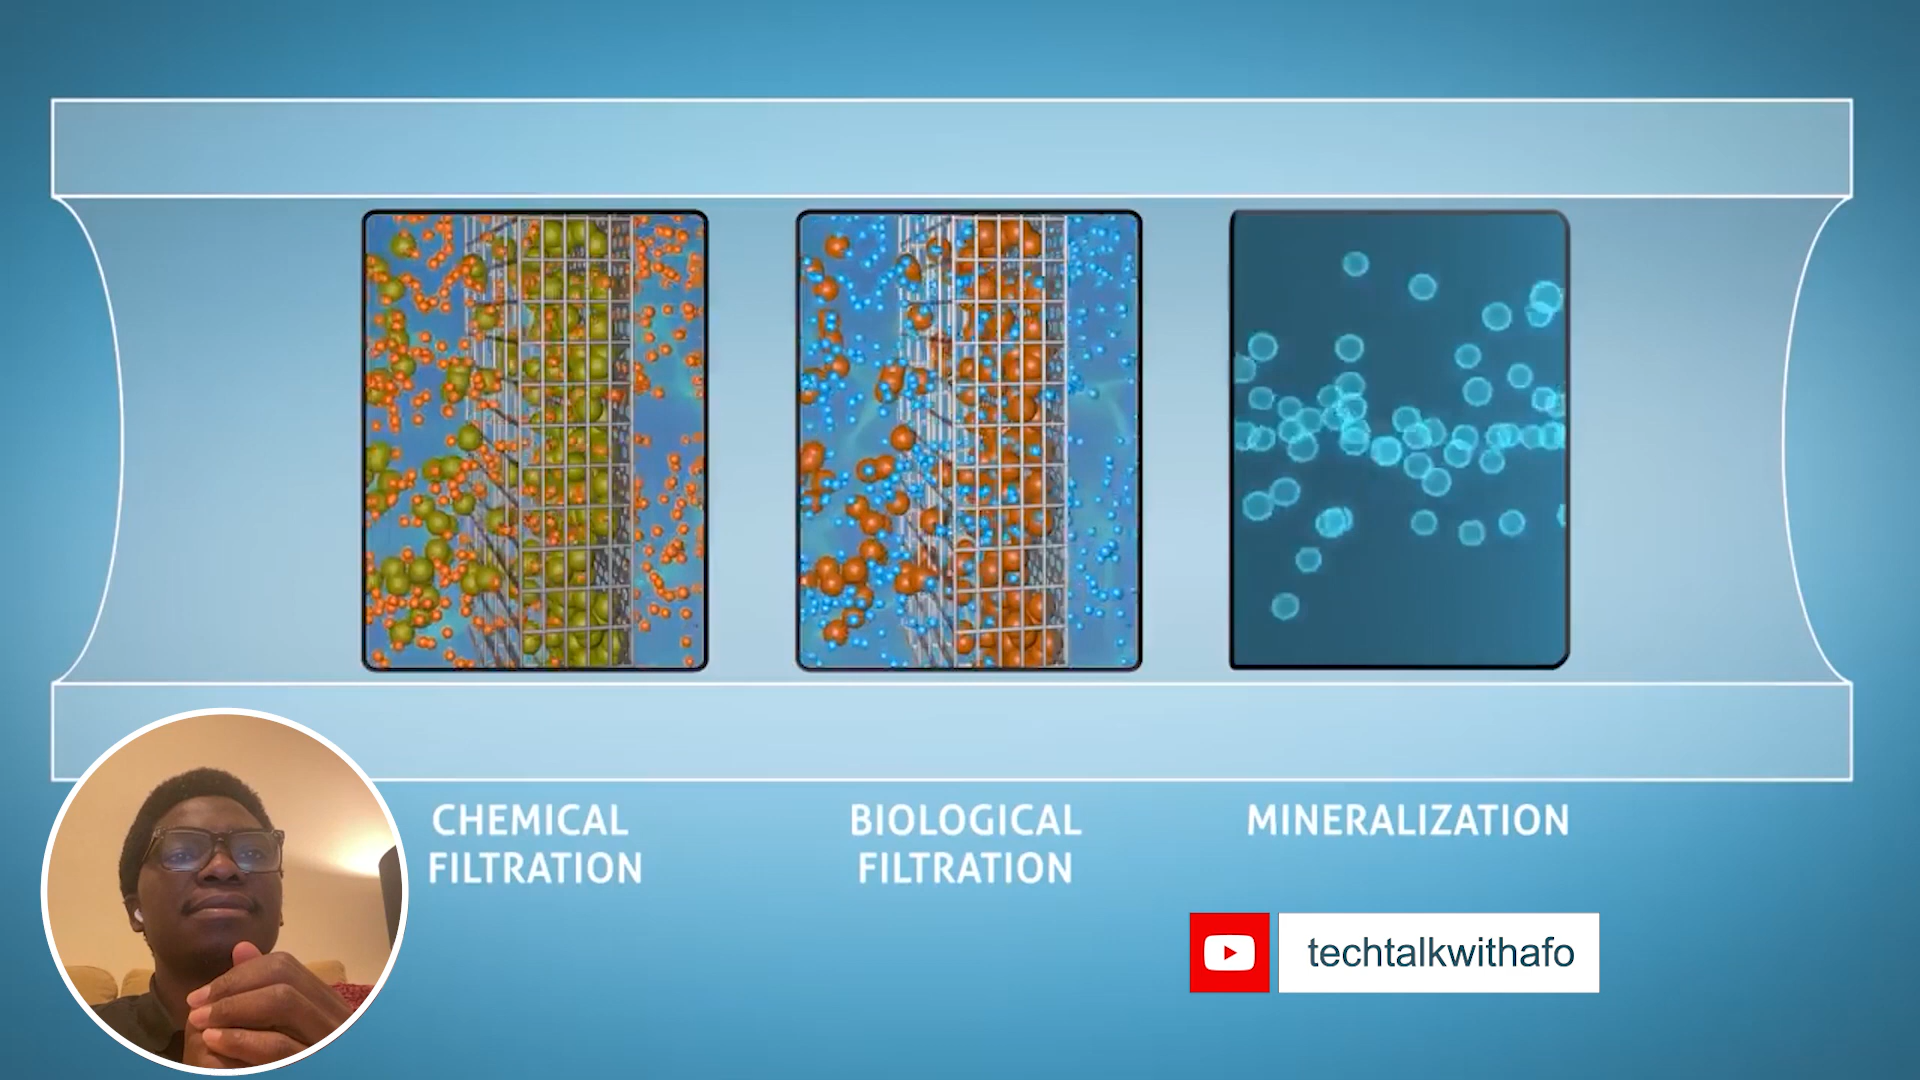 CHEMICAL
FILTRATION
BIOLOGICAL
FILTRATION
MINERALIZATION
techtalkwithafo